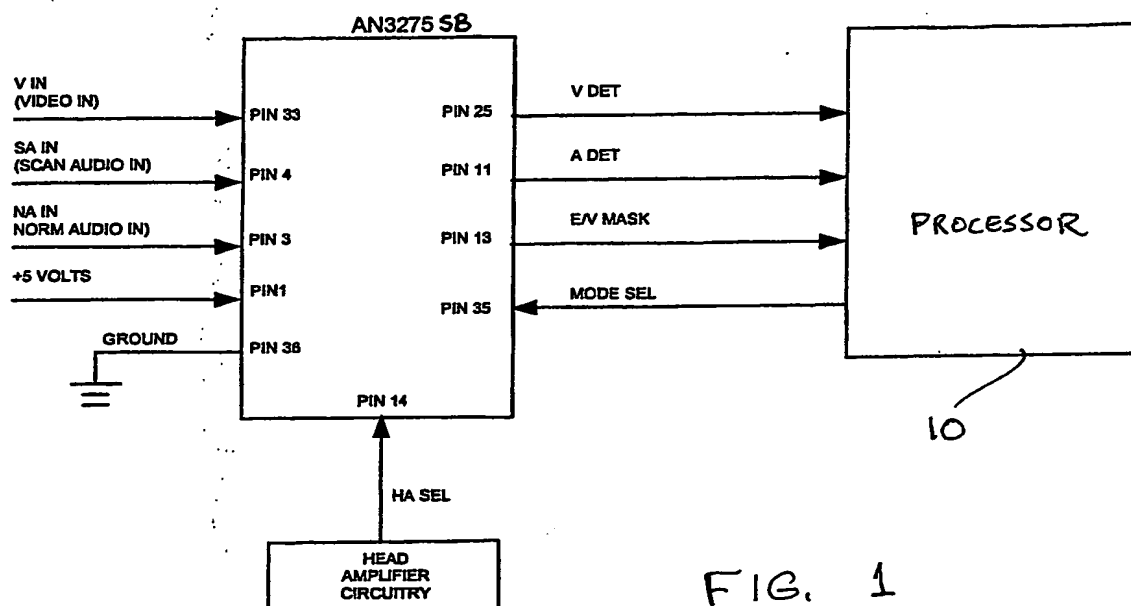 AN3275 SB
V IN
(VIDEO IN)
PIN 33
SA IN
(SCAN AUDIO IN)
PIN 4
NA IN
NORM AUDIO IN)
PIN 3
+5 VOLTS
PIN1
GROUND
PIN 36
PIN 14
PIN 25
V DET
PIN 11
A DET
PIN 13
E/V MASK
PIN 35
MODE SEL
PROCESSOR
10
HA SEL
HEAD
AMPLIFIER
CIRCUITRY
FIG. 1